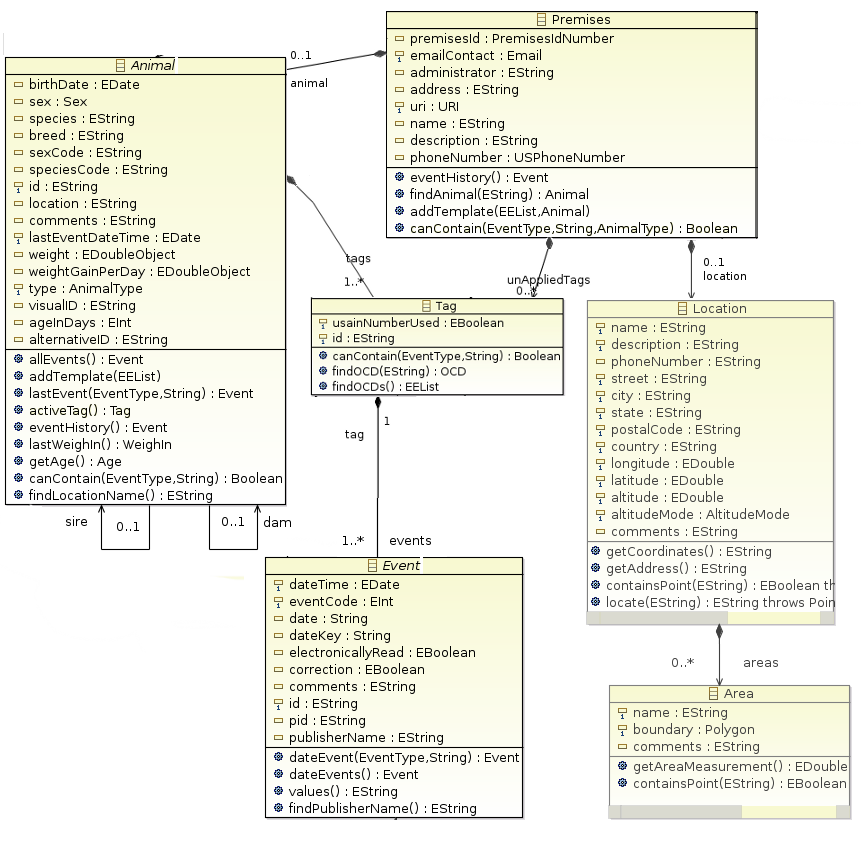 Premises
premisesId : PremisesIdNumber
emailContact : Email
administrator : EString
address : EString
uri : URI
name : EString
description : EString
phoneNumber : USPhoneNumber
eventHistory() : Event
findAnimal(EString) : Animal
addTemplate(EEList,Animal)
canContain(EventType,String,AnimalType) : Boolean
0..1
animal
Animal
birthDate : EDate
sex : Sex
species : EString
breed : EString
sexCode : EString
speciesCode : EString
id : EString
location : EString
comments : EString
lastEventDateTime : EDate
weight : EDoubleObject
weightGainPerDay : EDoubleObject
type : AnimalType
visualID : EString
ageInDays : EInt
alternativeID : EString
allEvents() : Event
addTemplate(EEList)
lastEvent(EventType,String) : Event
activeTag() : Tag
eventHistory() : Event
lastWeighIn() : WeighIn
getAge() : Age
canContain(EventType,String) : Boolean
findLocationName() : EString
sire
0..1
0..1
dam
tags
1..*
unAppliedTags
0..*
0..1
location
Tag
usainNumberUsed : EBoolean
id : EString
canContain(EventType,String) : Boolean
findOCD(EString) : OCD
findOCDs() : EEList
1
tag
1..*
events
Location
name : EString
description : EString
phoneNumber : EString
street : EString
city : EString
state : EString
postalCode : EString
country : EString
longitude : EDouble
latitude : EDouble
altitude : EDouble
altitudeMode : AltitudeMode
comments : EString
getCoordinates() : EString
getAddress() : EString
containsPoint(EString) : EBoolean th
locate(EString) : EString throws Poin
0..*
areas
Event
dateTime : EDate
eventCode : EInt
date : String
dateKey : String
electronicallyRead : EBoolean
correction : EBoolean
comments : EString
id : EString
pid : EString
publisherName : EString
dateEvent(EventType,String) : Event
dateEvents() : Event
values() : EString
findPublisherName() : EString
Area
name : EString
boundary : Polygon
comments : EString
getAreaMeasurement() : EDouble
containsPoint(EString) : EBoolean